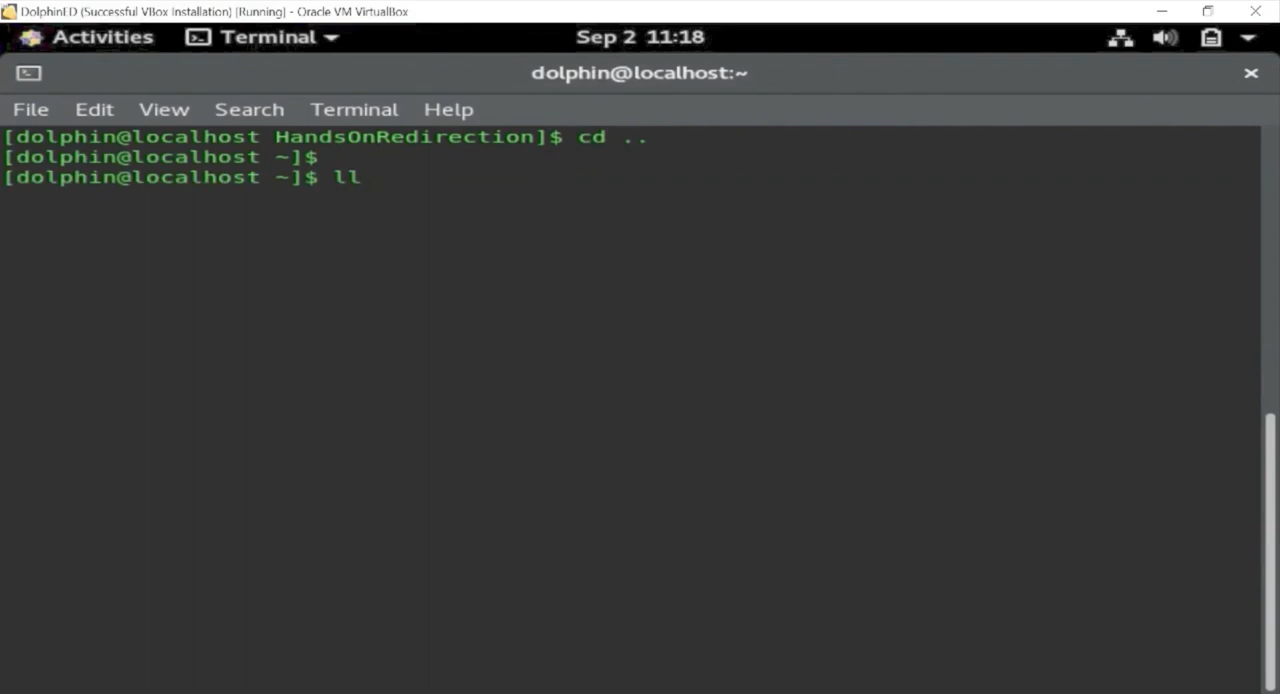 DolphinED (Successful VBox Installation) [Running] - Oracle VM VirtualBox
Activities Terminal Sep 2 11:18
dolphin@localhost:~
File Edit View Search Terminal Help
[dolphin@localhost HandsOnRedirection]$ cd ..
[dolphin@localhost ~]$
[dolphin@localhost ~]$ ll